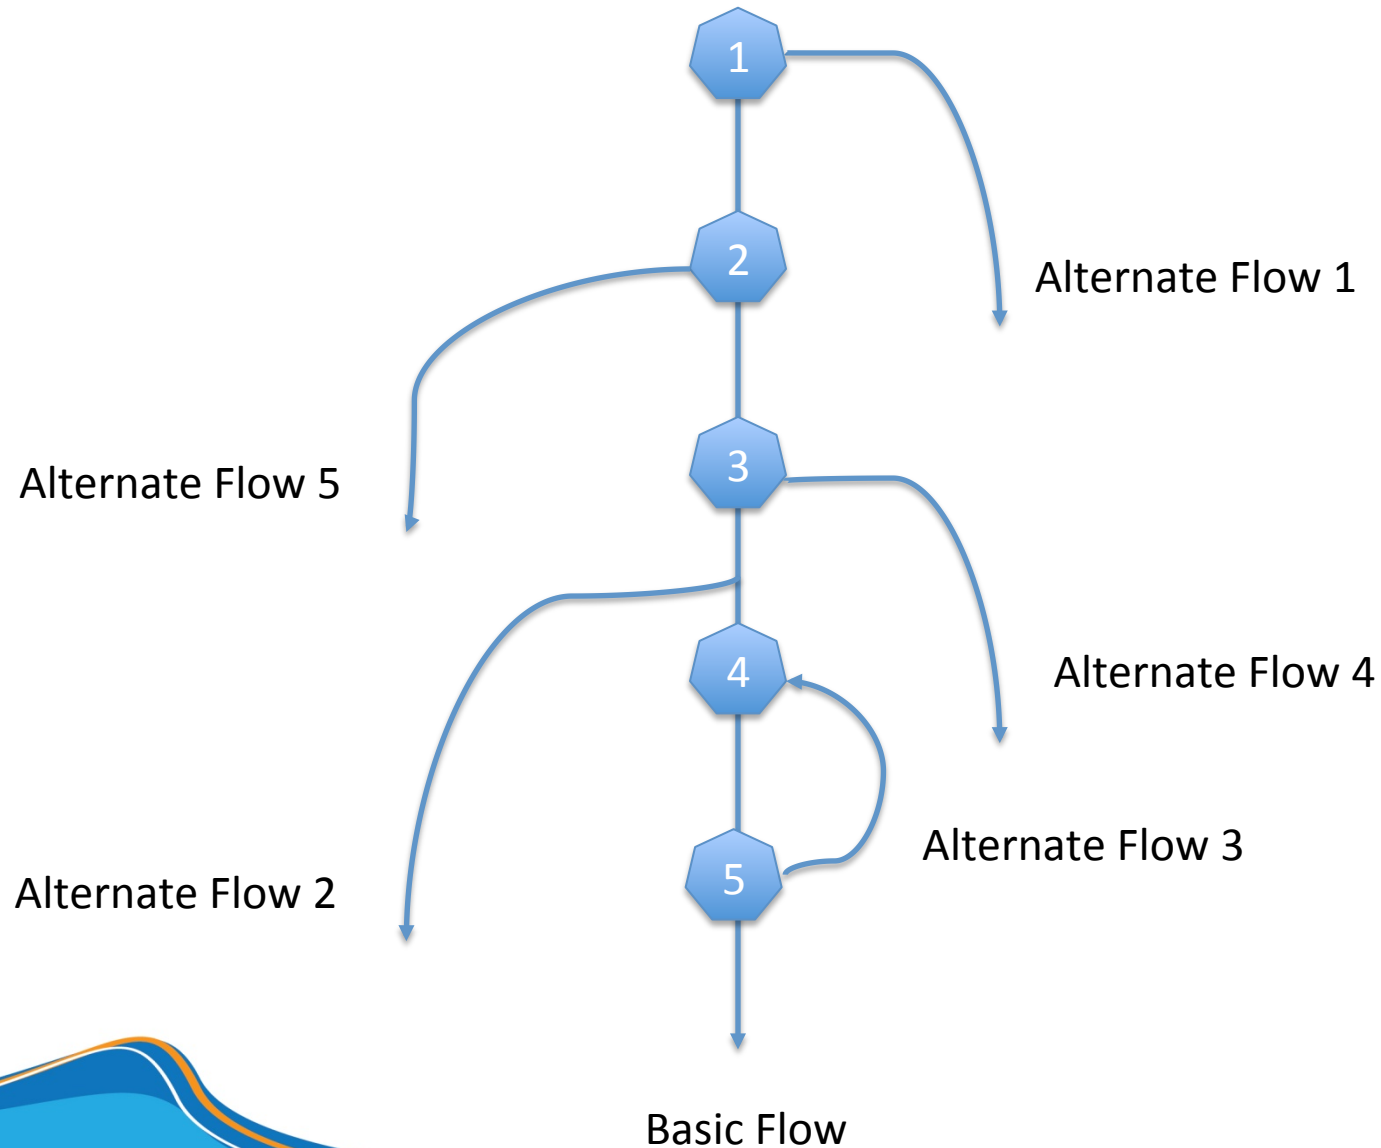 1
2
Alternate Flow 1
3
Alternate Flow 5
4
Alternate Flow 4
Alternate Flow 3
5
Alternate Flow 2
Basic Flow